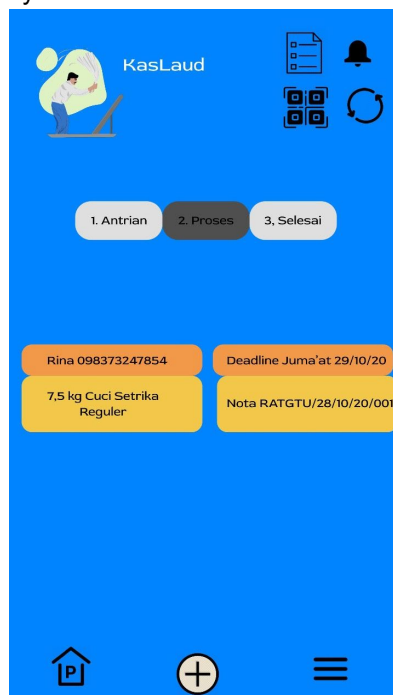 KasLaud
1. Antrian
2. Proses
3, Selesai
Rina 098373247854
Deadline Juma'at 29/10/20
7,5 kg Cuci Setrika
Reguler
Nota RATGTU/28/10/20/001
P